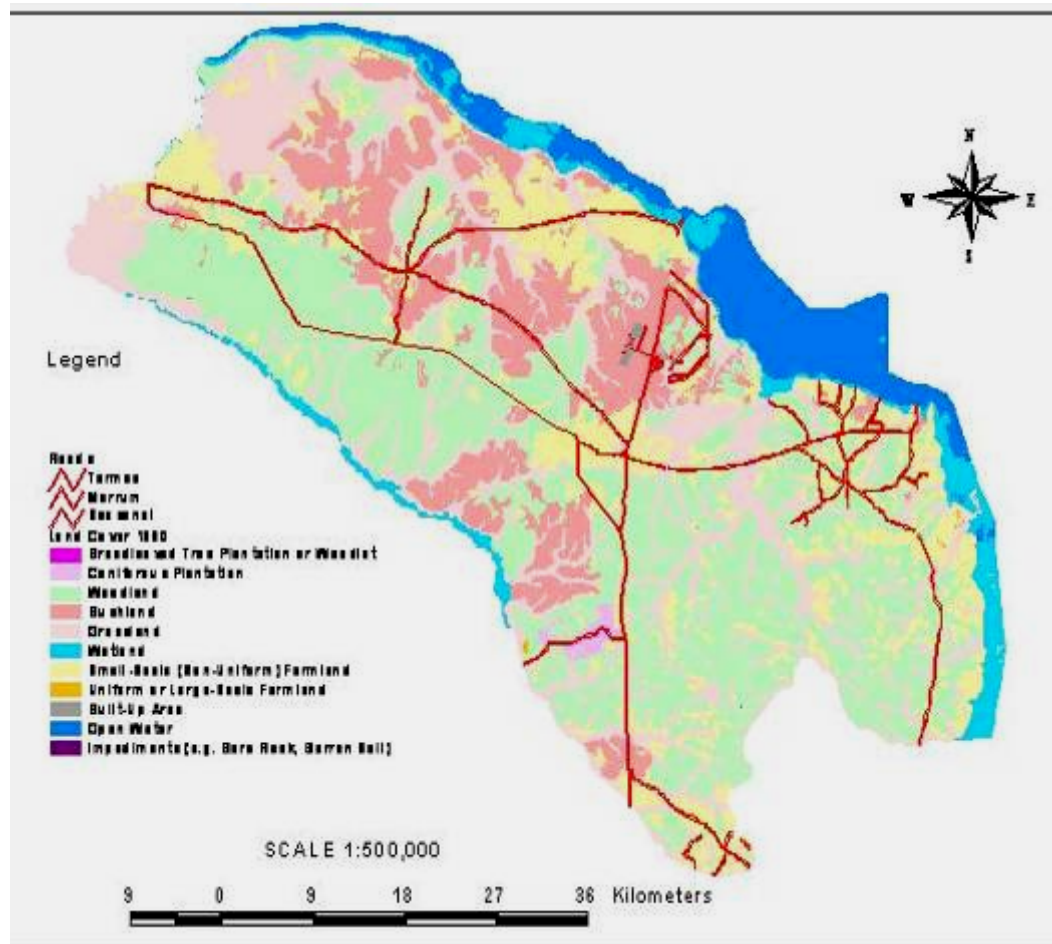 N
W E
S
Legend
Roads
Tarmac
Murrum
Seasonal
Land Cover
Broadleaved Tree Plantation or Woodlot
Coniferous Plantation
Woodland
Bushland
Grassland
Wetland
Small-Scale (Non-Uniform) Farmland
Uniform or Large-Scale Farmland
Built-Up Area
Open Water
Impediments (e.g. Bare Rock, Barren Soil)
SCALE 1:500,000
9 0 9 18 27 36 Kilometers